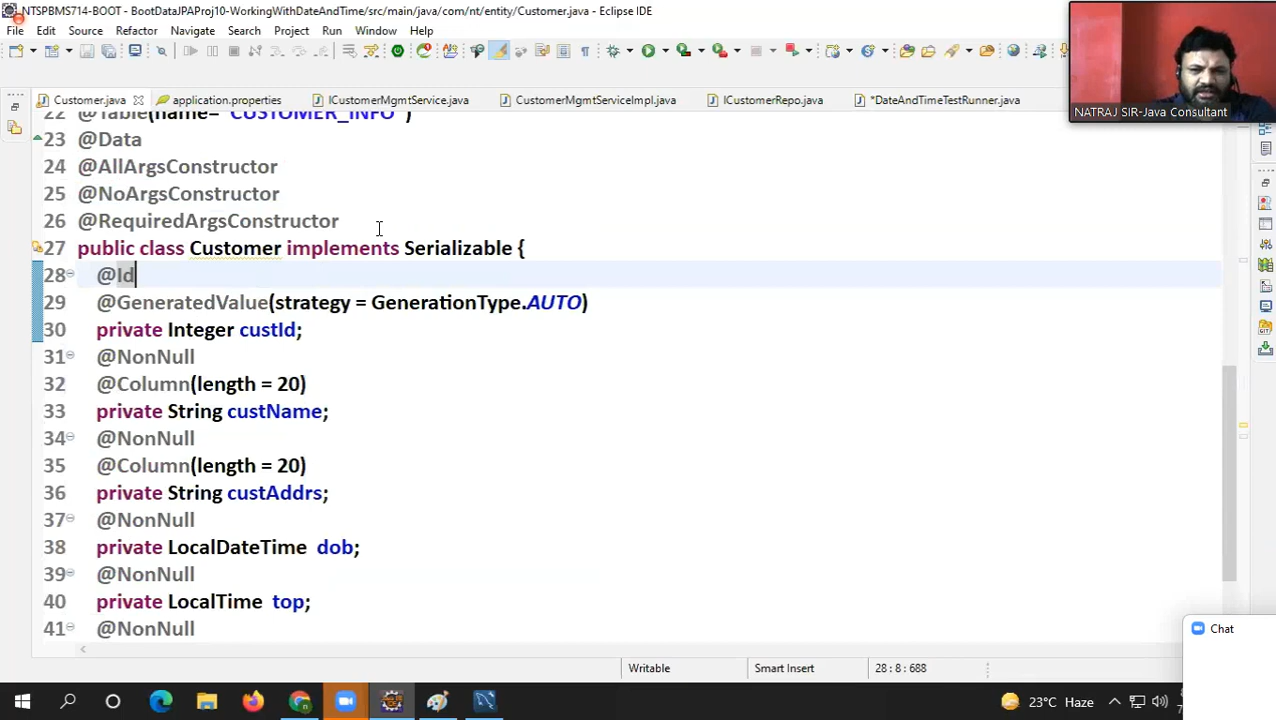 NTSPBMS714-BOOT - BootDataJPAProj10-WorkingWithDateAndTime/src/main/java/com/nt/entity/Customer.java - Eclipse IDE
File Edit Source Refactor Navigate Search Project Run Window Help
Customer.java application.properties ICustomerMgmtService.java CustomerMgmtServiceImpl.java ICustomerRepo.java *DateAndTimeTestRunner.java
NATRAJ SIR-Java Consultant
22 @Table(name= "CUSTOMER_INFO")
23 @Data
24 @AllArgsConstructor
25 @NoArgsConstructor
26 @RequiredArgsConstructor
27 public class Customer implements Serializable {
28 @Id
29 @GeneratedValue(strategy = GenerationType.AUTO)
30 private Integer custId;
31 @NonNull
32 @Column(length = 20)
33 private String custName;
34 @NonNull
35 @Column(length = 20)
36 private String custAddrs;
37 @NonNull
38 private LocalDateTime dob;
39 @NonNull
40 private LocalTime top;
41 @NonNull
Chat
Writable Smart Insert 28 : 8 : 688
23°C Haze